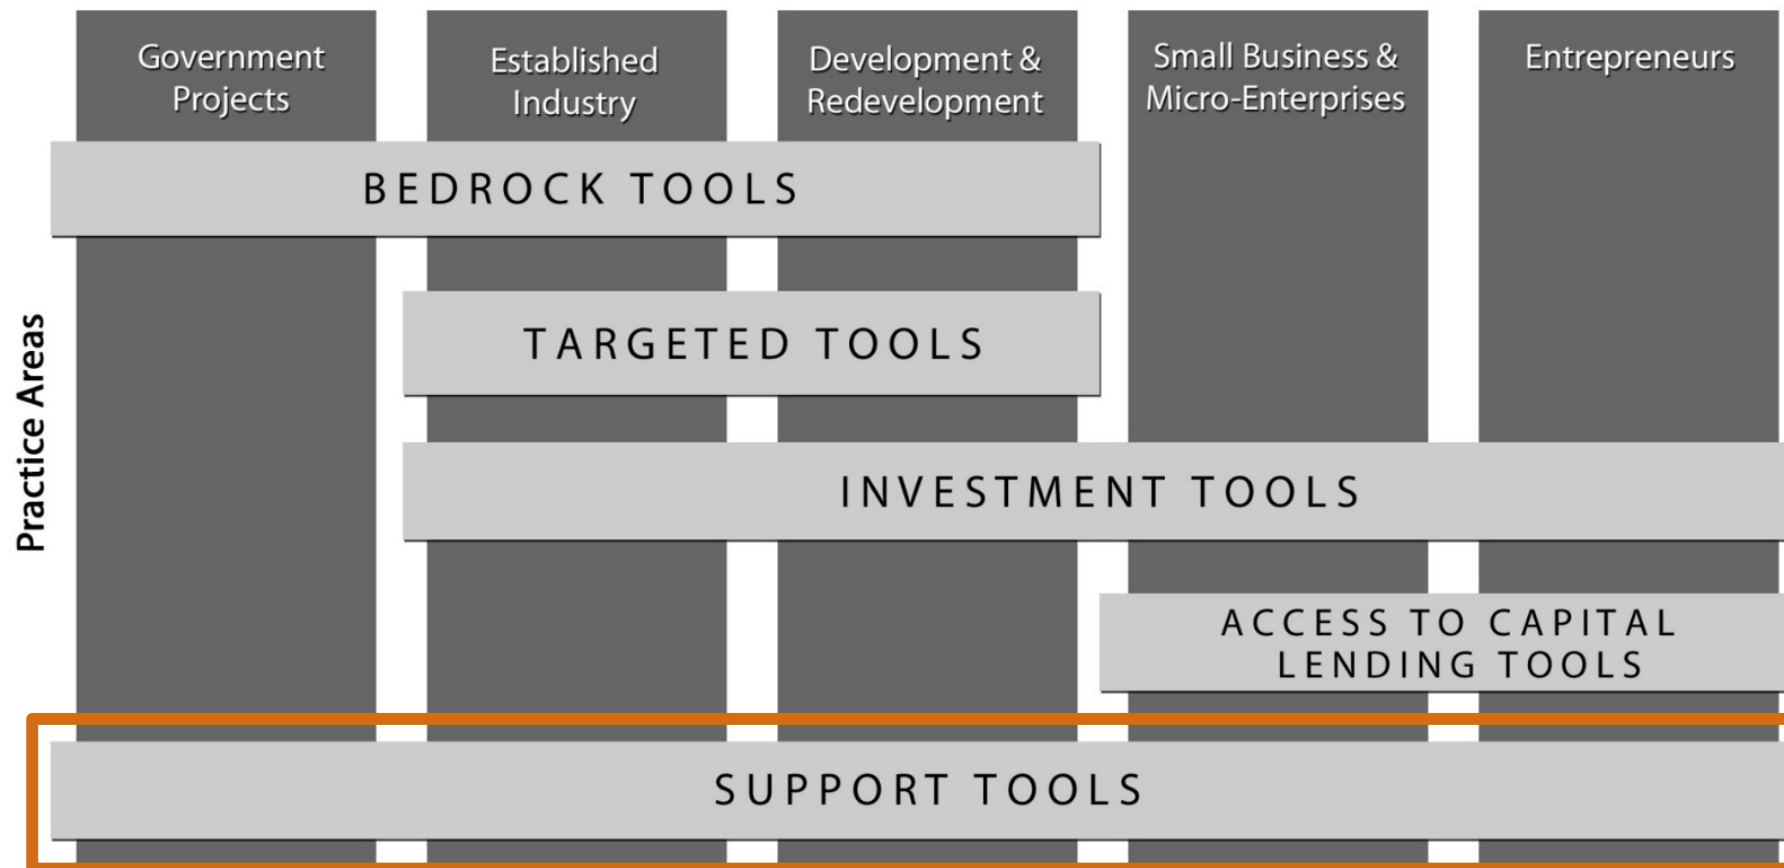 Government
Projects
Established
Industry
Development &
Redevelopment
Small Business &
Micro-Enterprises
Entrepreneurs
BEDROCK TOOLS
TARGETED TOOLS
Practice Areas
INVESTMENT TOOLS
ACCESS TO CAPITAL
LENDING TOOLS
SUPPORT TOOLS